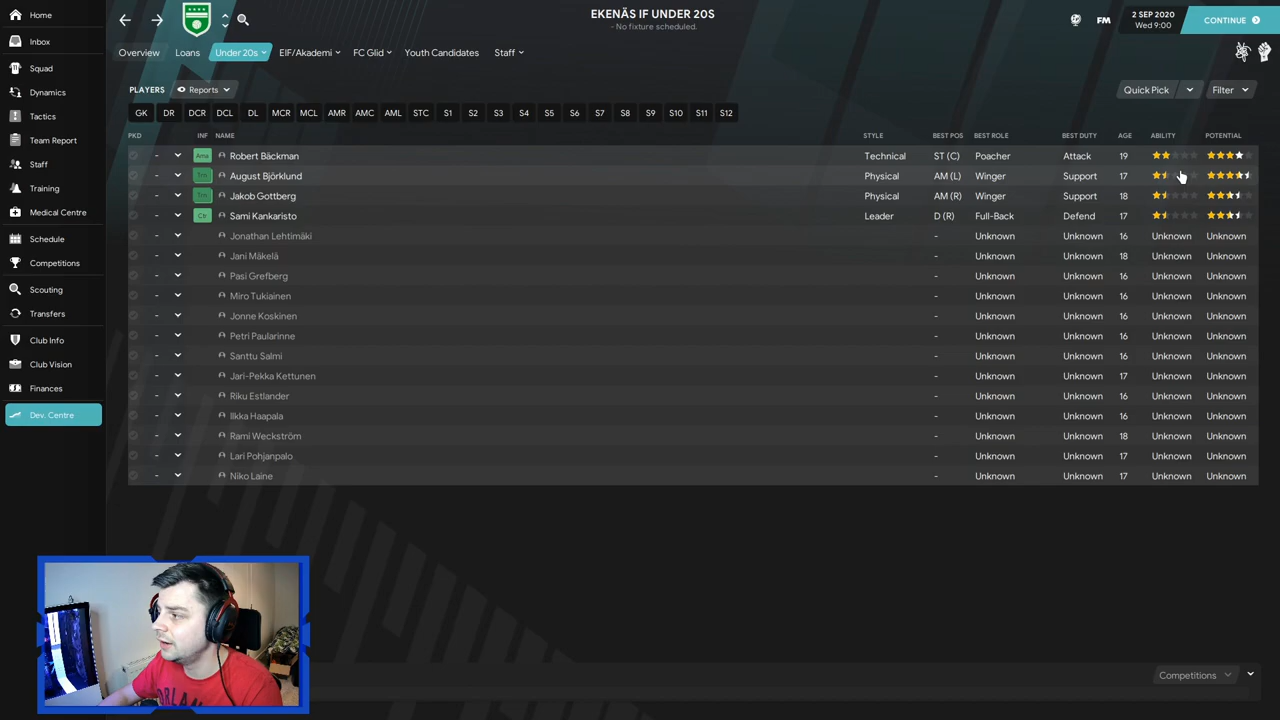 Home
EKENÄS IF UNDER 20S
- No fixture scheduled.
FM
2 SEP 2020
Wed 9:00
CONTINUE
Inbox
Overview Loans Under 20s EIF/Akademi FC Glid Youth Candidates Staff
Squad
Dynamics
Tactics
Team Report
Staff
Training
Medical Centre
Schedule
Competitions
Scouting
Transfers
Club Info
Club Vision
Finances
Dev. Centre
PLAYERS Reports Quick Pick Filter
GK DR DCR DCL DL MCR MCL AMR AMC AML STC S1 S2 S3 S4 S5 S6 S7 S8 S9 S10 S11 S12
PKD INF NAME STYLE BEST POS BEST ROLE BEST DUTY AGE ABILITY POTENTIAL
- Ama Robert Bäckman Technical ST (C) Poacher Attack 19
- Trn August Björklund Physical AM (L) Winger Support 17
- Trn Jakob Gottberg Physical AM (R) Winger Support 18
- Ctr Sami Kankaristo Leader D (R) Full-Back Defend 17
- Jonathan Lehtimäki - Unknown Unknown 16 Unknown Unknown
- Jani Mäkelä - Unknown Unknown 18 Unknown Unknown
- Pasi Grefberg - Unknown Unknown 16 Unknown Unknown
- Miro Tukiainen - Unknown Unknown 16 Unknown Unknown
- Jonne Koskinen - Unknown Unknown 16 Unknown Unknown
- Petri Paularinne - Unknown Unknown 16 Unknown Unknown
- Santtu Salmi - Unknown Unknown 16 Unknown Unknown
- Jari-Pekka Kettunen - Unknown Unknown 17 Unknown Unknown
- Riku Estlander - Unknown Unknown 16 Unknown Unknown
- Ilkka Haapala - Unknown Unknown 16 Unknown Unknown
- Rami Weckström - Unknown Unknown 18 Unknown Unknown
- Lari Pohjanpalo - Unknown Unknown 17 Unknown Unknown
- Niko Laine - Unknown Unknown 17 Unknown Unknown
Competitions